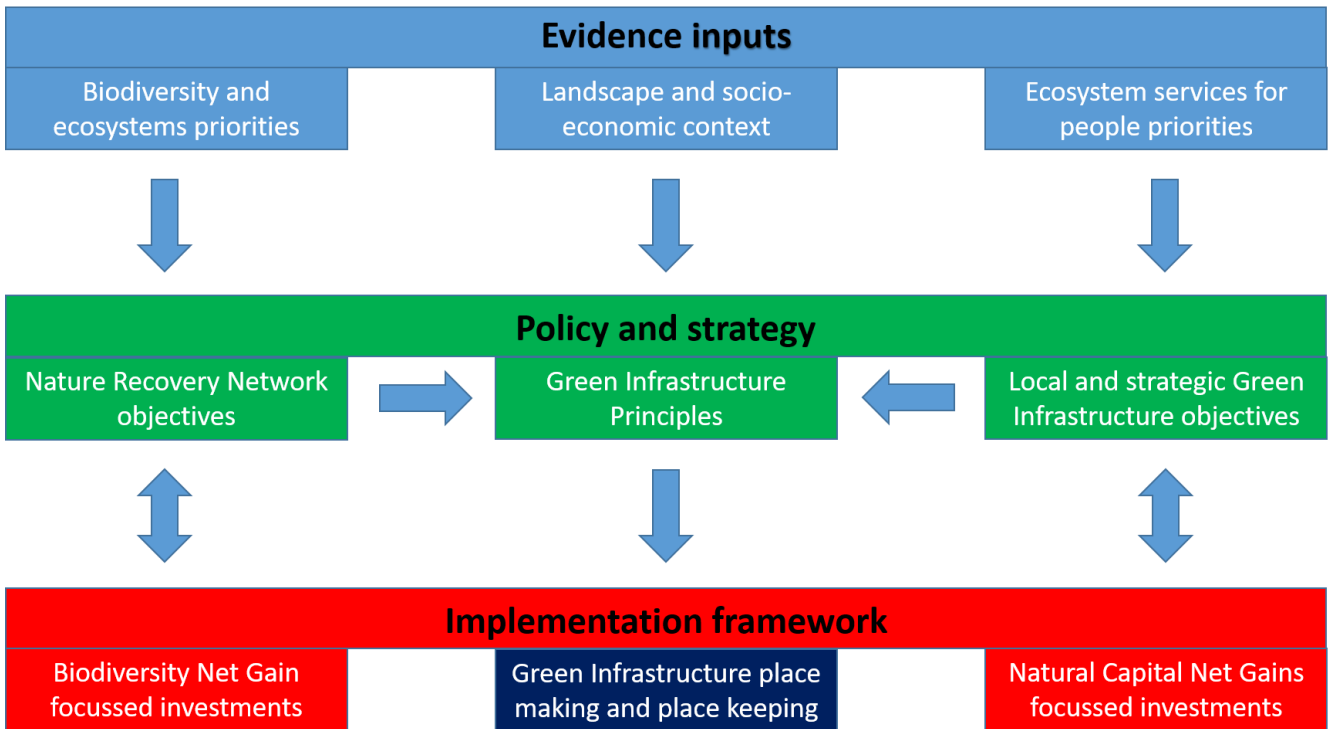 Evidence inputs
Biodiversity and
ecosystems priorities
Landscape and socio-
economic context
Ecosystem services for
people priorities
Policy and strategy
Nature Recovery Network
objectives
Green Infrastructure
Principles
Local and strategic Green
Infrastructure objectives
Implementation framework
Biodiversity Net Gain
focussed investments
Green Infrastructure place
making and place keeping
Natural Capital Net Gains
focussed investments